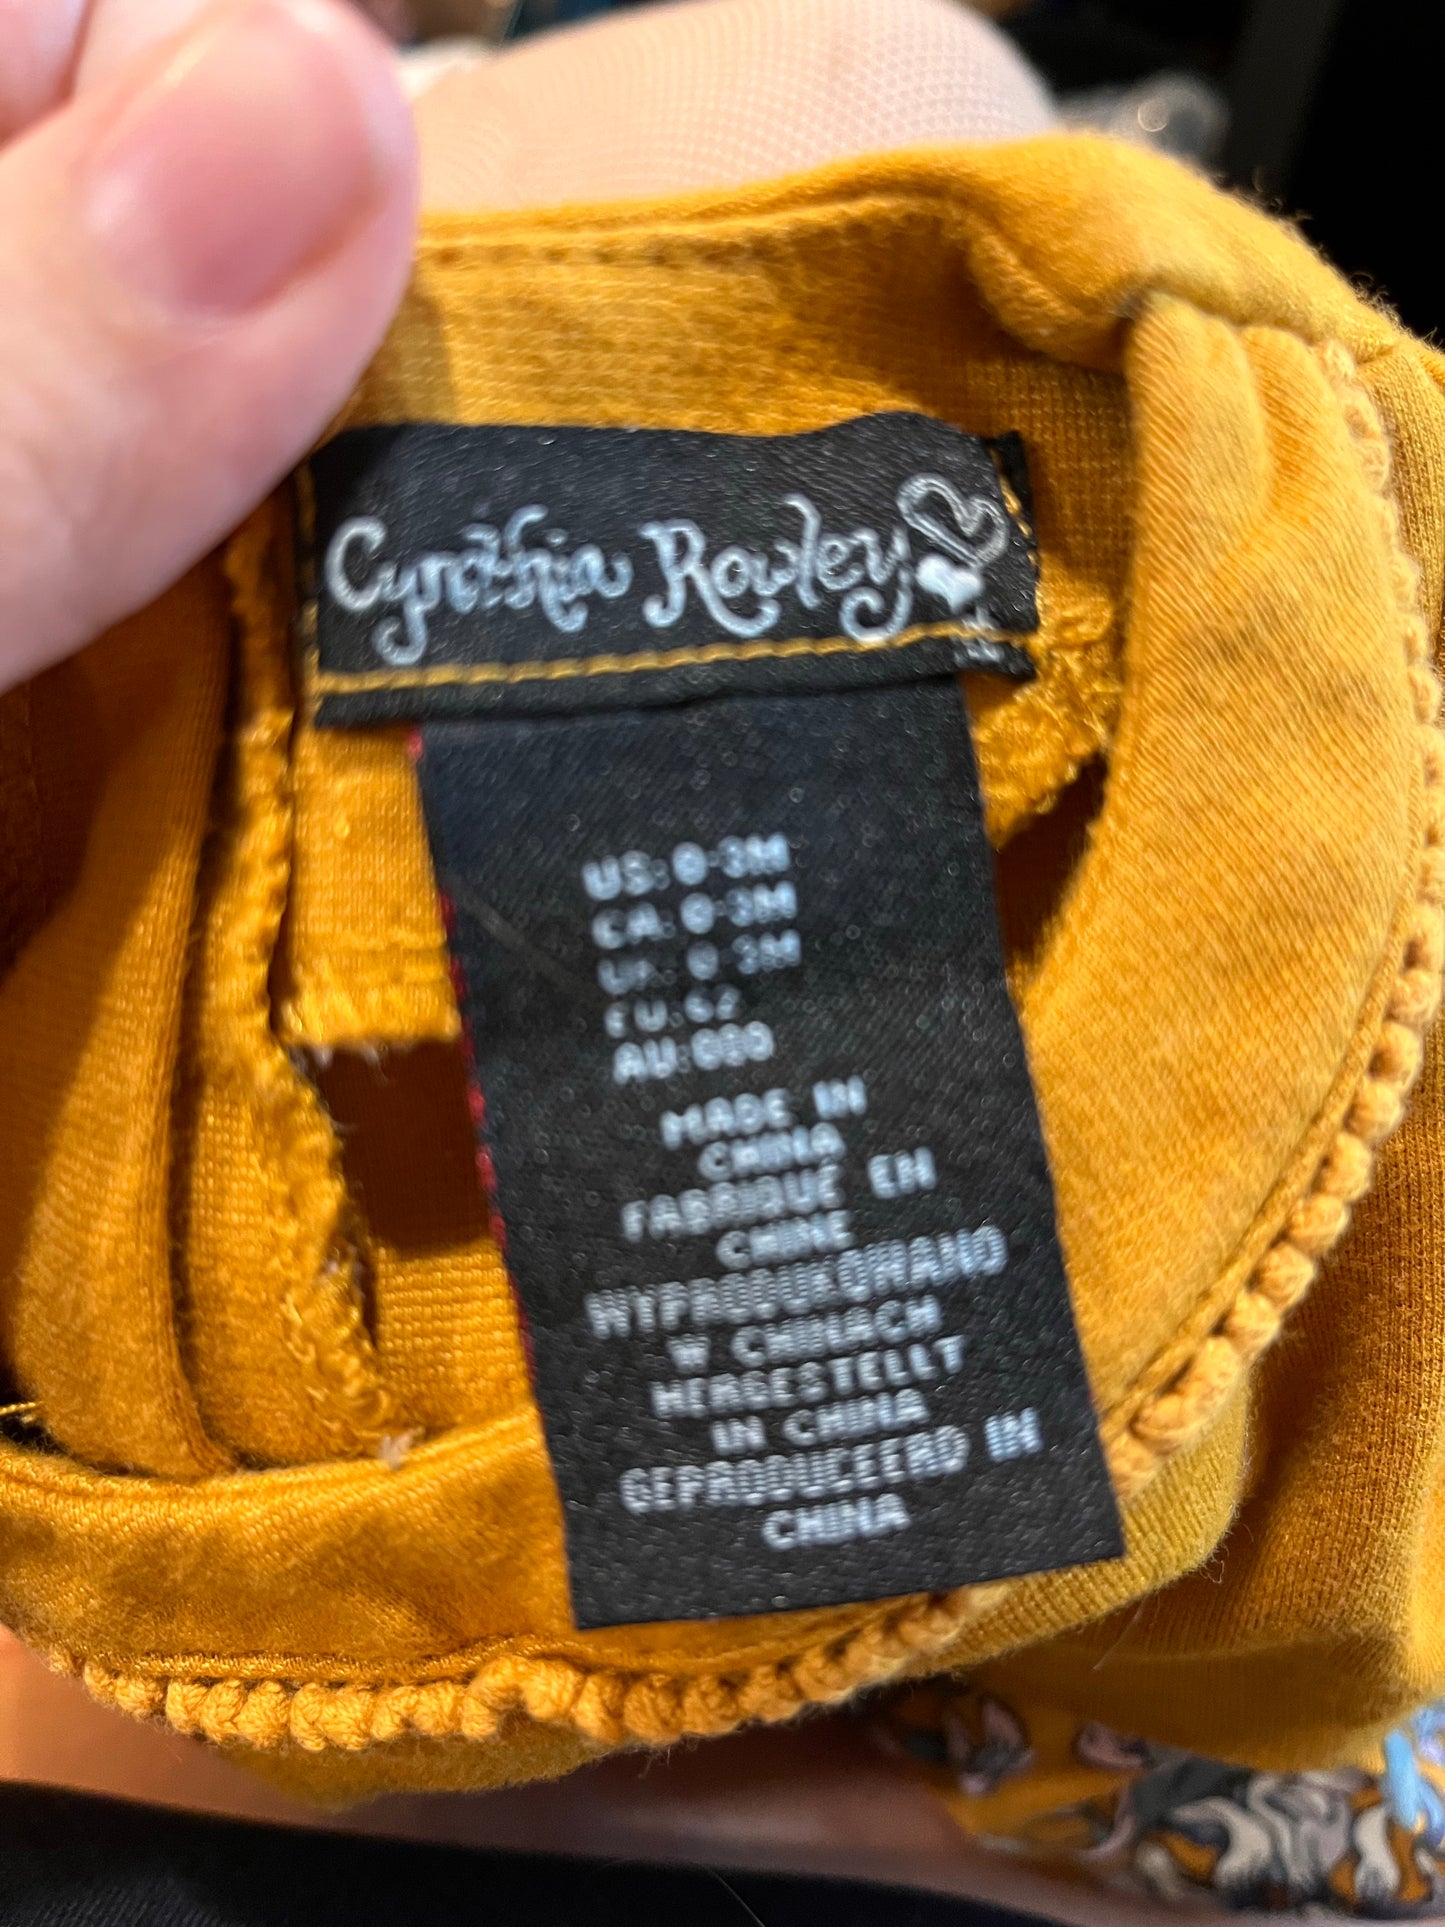 Cynthia Rowley
US: 0-3M
CA: 0-3M
UK: 0-3M
EU: 62
AU: 000
MADE IN
CHINA
FABRIQUE EN
CHINE
WYPRODUKOWANO
W CHINACH
HERGESTELLT
IN CHINA
GEPRODUCEERD IN
CHINA